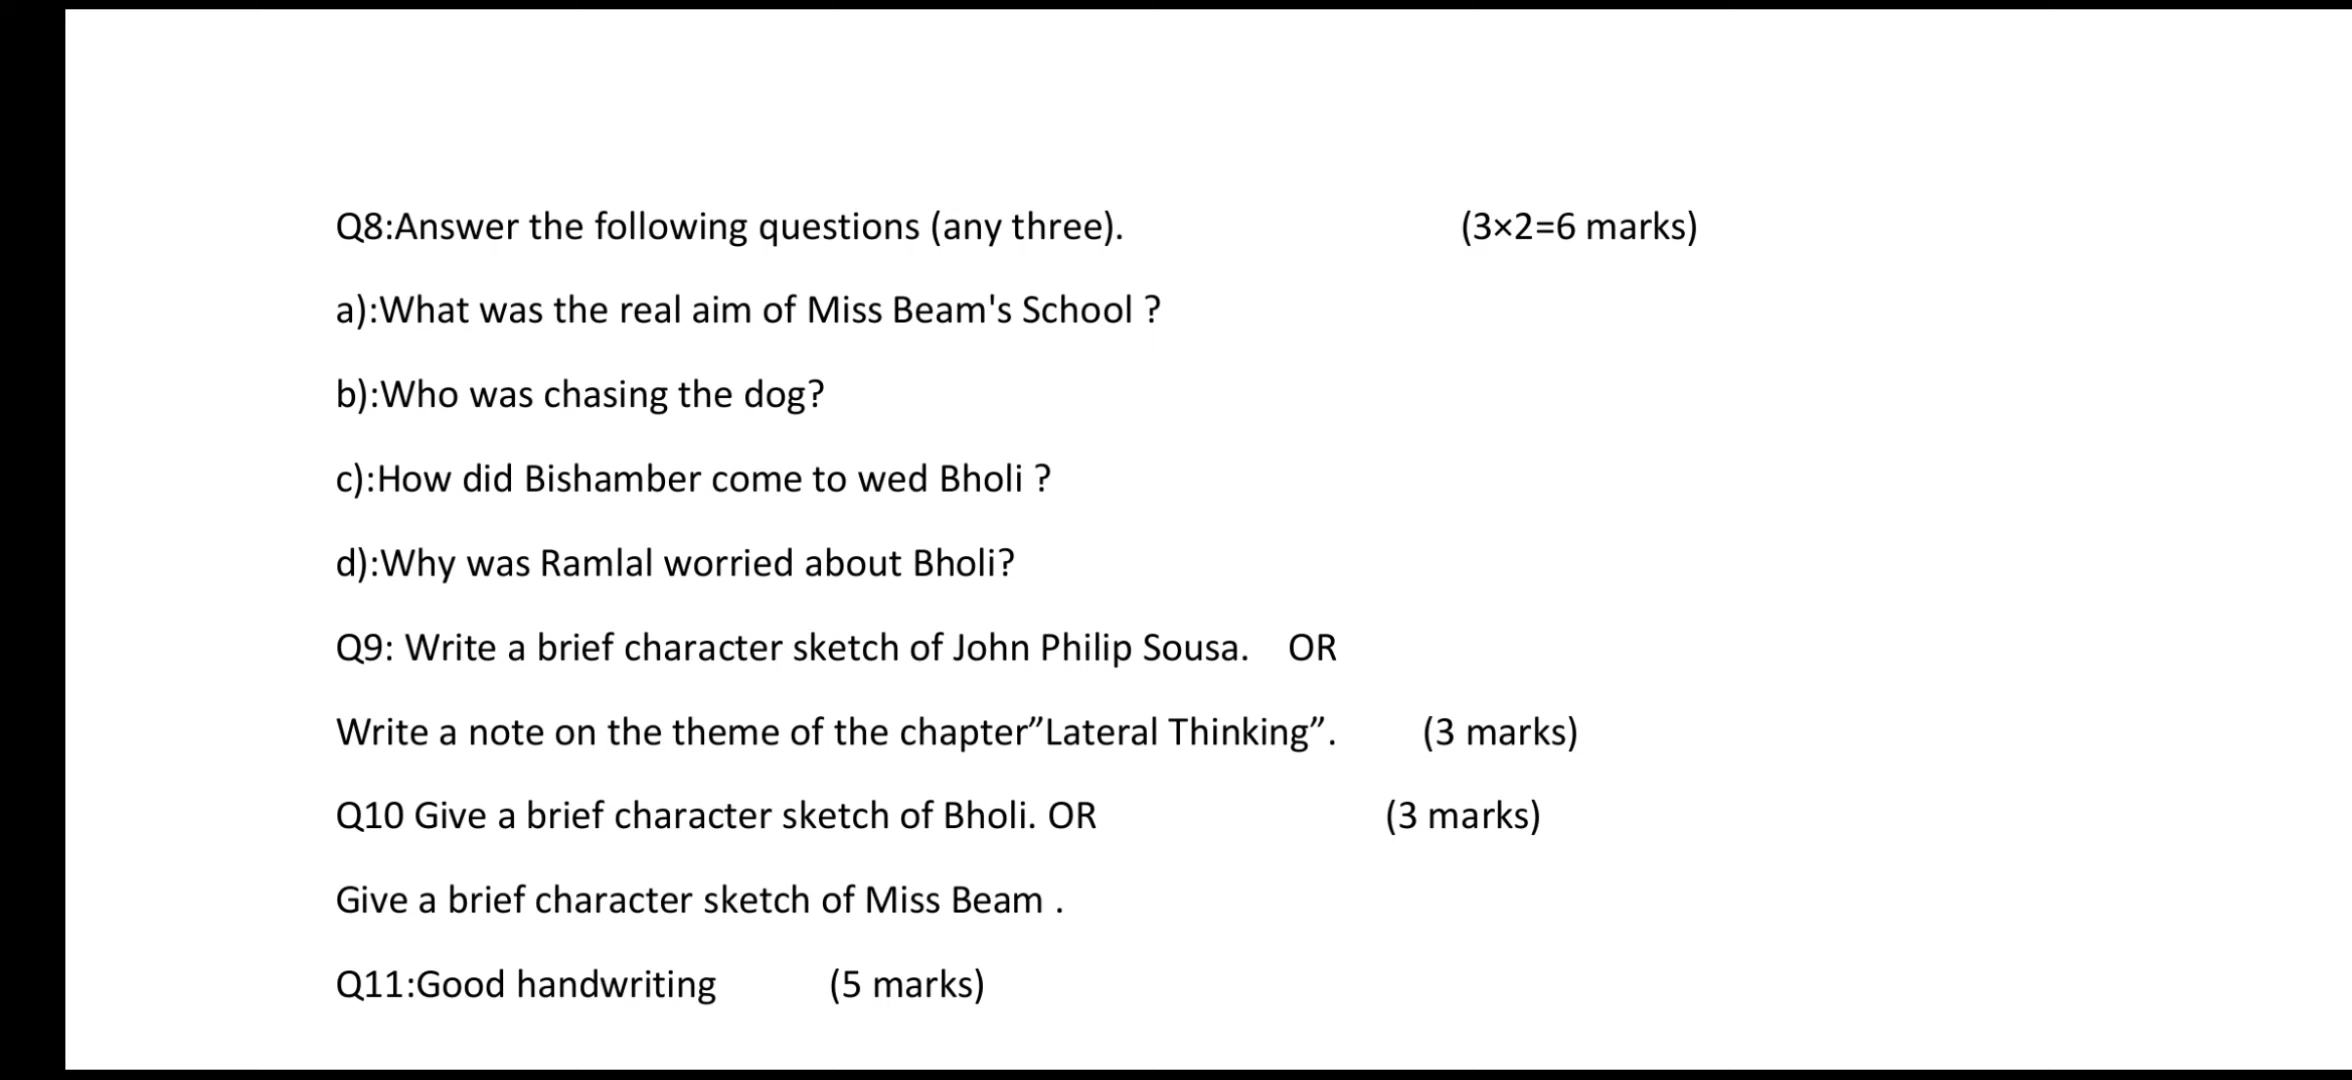 Q8:Answer the following questions (any three). (3×2=6 marks)
a):What was the real aim of Miss Beam's School ?
b):Who was chasing the dog?
c):How did Bishamber come to wed Bholi ?
d):Why was Ramlal worried about Bholi?
Q9: Write a brief character sketch of John Philip Sousa. OR
Write a note on the theme of the chapter”Lateral Thinking”. (3 marks)
Q10 Give a brief character sketch of Bholi. OR (3 marks)
Give a brief character sketch of Miss Beam .
Q11:Good handwriting (5 marks)